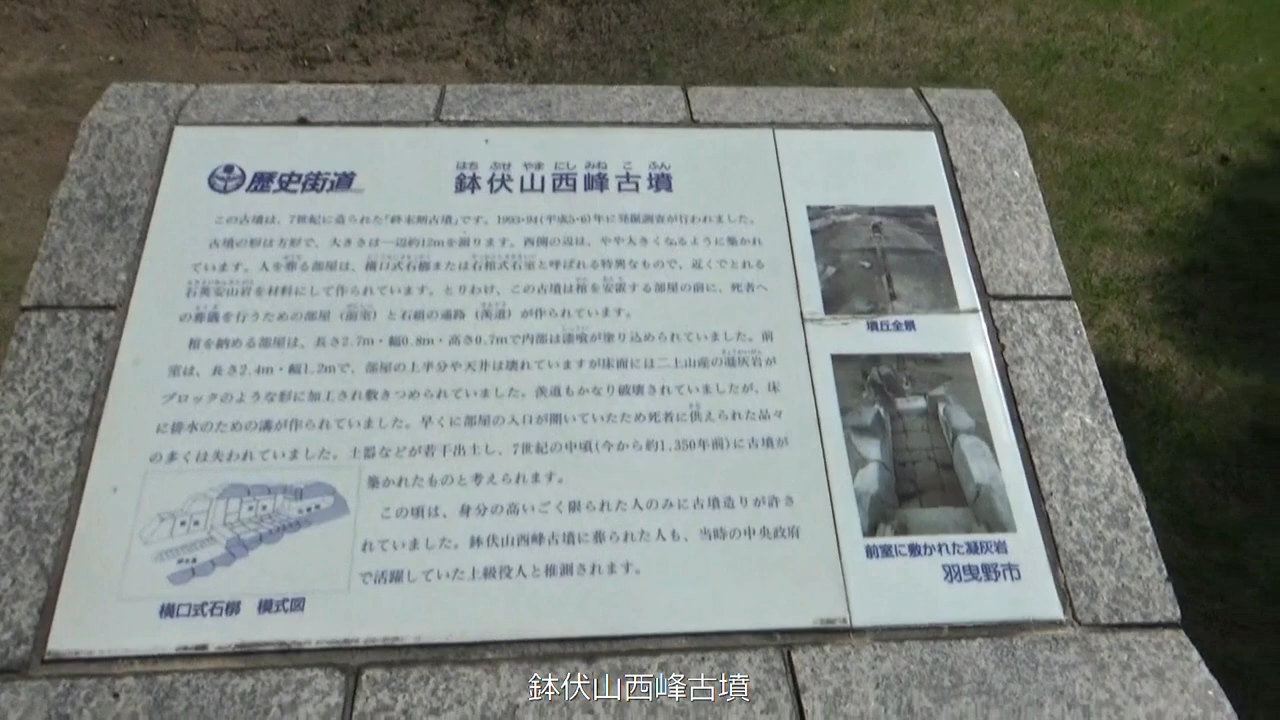 歴史街道
はち ぶせ やま にし みね こ ふん
鉢伏山西峰古墳
この古墳は、7世紀に造られた「終末期古墳」です。1993・94(平成5・6)年に発掘調査が行われました。
古墳の形は方形で、大きさは一辺約12mを測ります。西側の辺は、やや大きくなるように築かれ
ています。人を葬る部屋は、横口式石槨または石棺式石室と呼ばれる特異なもので、近くでとれる
石英安山岩を材料にして作られています。とりわけ、この古墳は棺を安置する部屋の前に、死者へ
の葬儀を行うための部屋（前室）と石組の通路（羨道）が作られています。
棺を納める部屋は、長さ2.7m・幅0.8m・高さ0.7mで内部は漆喰が塗り込められていました。前
室は、長さ2.4m・幅1.2mで、部屋の上半分や天井は壊れていますが床面には二上山産の凝灰岩が
ブロックのような形に加工され敷きつめられていました。羨道もかなり破壊されていましたが、床
に排水のための溝が作られていました。早くに部屋の入口が開いていたため死者に供えられた品々
の多くは失われていました。土器などが若干出土し、7世紀の中頃(今から約1,350年前)に古墳が
築かれたものと考えられます。
この頃は、身分の高いごく限られた人のみに古墳造りが許さ
れていました。鉢伏山西峰古墳に葬られた人も、当時の中央政府
で活躍していた上級役人と推測されます。
横口式石槨 模式図
墳丘全景
前室に敷かれた凝灰岩
羽曳野市
鉢伏山西峰古墳